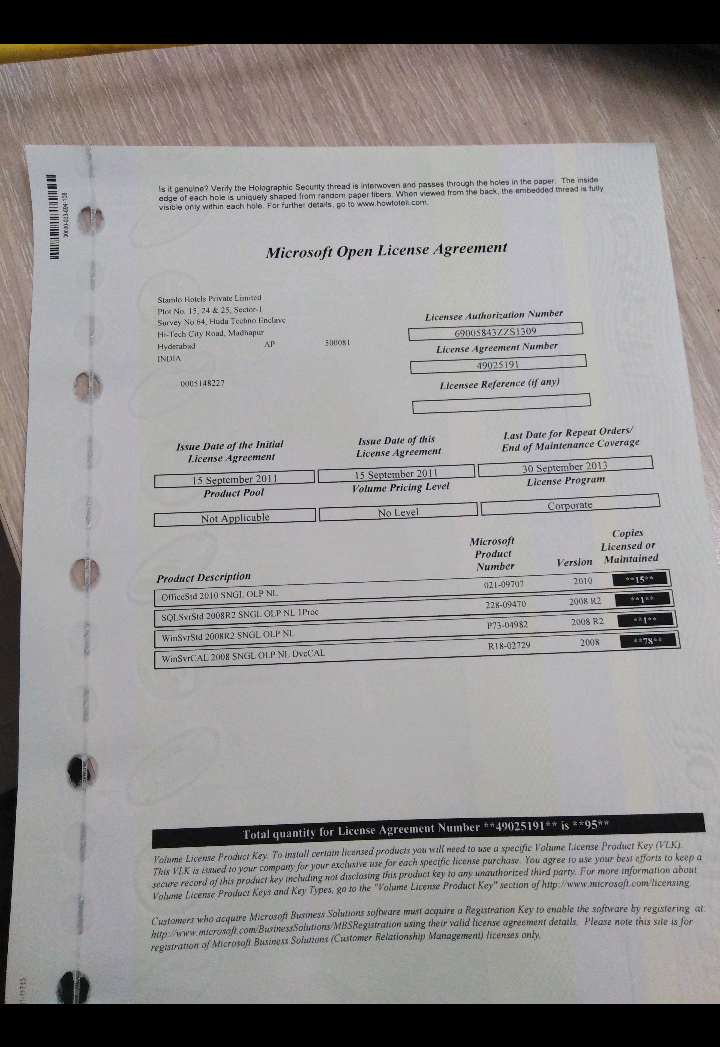 Is it genuine? Verify the Holographic Security thread is interwoven and passes through the holes in the paper. The inside
edge of each hole is uniquely shaped from random paper fibers. When viewed from the back, the embedded thread is fully
visible only within each hole. For further details, go to www.howtotell.com.
Microsoft Open License Agreement
Stamlo Hotels Private Limited
Plot No. 15, 24 & 25, Sector-1
Survey No.64, Huda Techno Enclave
Hi-Tech City Road, Madhapur
Hyderabad AP 500081
INDIA
0005148227
Licensee Authorization Number
69005843ZZS1309
License Agreement Number
49025191
Licensee Reference (if any)
Issue Date of the Initial
License Agreement
15 September 2011
Issue Date of this
License Agreement
15 September 2011
Last Date for Repeat Orders/
End of Maintenance Coverage
30 September 2013
Product Pool
Not Applicable
Volume Pricing Level
No Level
License Program
Corporate
Product Description
Microsoft
Product
Number
Version
Copies
Licensed or
Maintained
OfficeStd 2010 SNGL OLP NL 021-09707 2010 **15**
SQLSvrStd 2008R2 SNGL OLP NL 1Proc 228-09470 2008 R2 **1**
WinSvrStd 2008R2 SNGL OLP NL P73-04982 2008 R2 **1**
WinSvrCAL 2008 SNGL OLP NL DvcCAL R18-02729 2008 **78**
Total quantity for License Agreement Number **49025191** is **95**
Volume License Product Key. To install certain licensed products you will need to use a specific Volume License Product Key (VLK).
This VLK is issued to your company for your exclusive use for each specific license purchase. You agree to use your best efforts to keep a
secure record of this product key including not disclosing this product key to any unauthorized third party. For more information about
Volume License Product Keys and Key Types, go to the "Volume License Product Key" section of http://www.microsoft.com/licensing
Customers who acquire Microsoft Business Solutions software must acquire a Registration Key to enable the software by registering at:
http://www.microsoft.com/BusinessSolutions/MBSRegistration using their valid license agreement details. Please note this site is for
registration of Microsoft Business Solutions (Customer Relationship Management) licenses only.